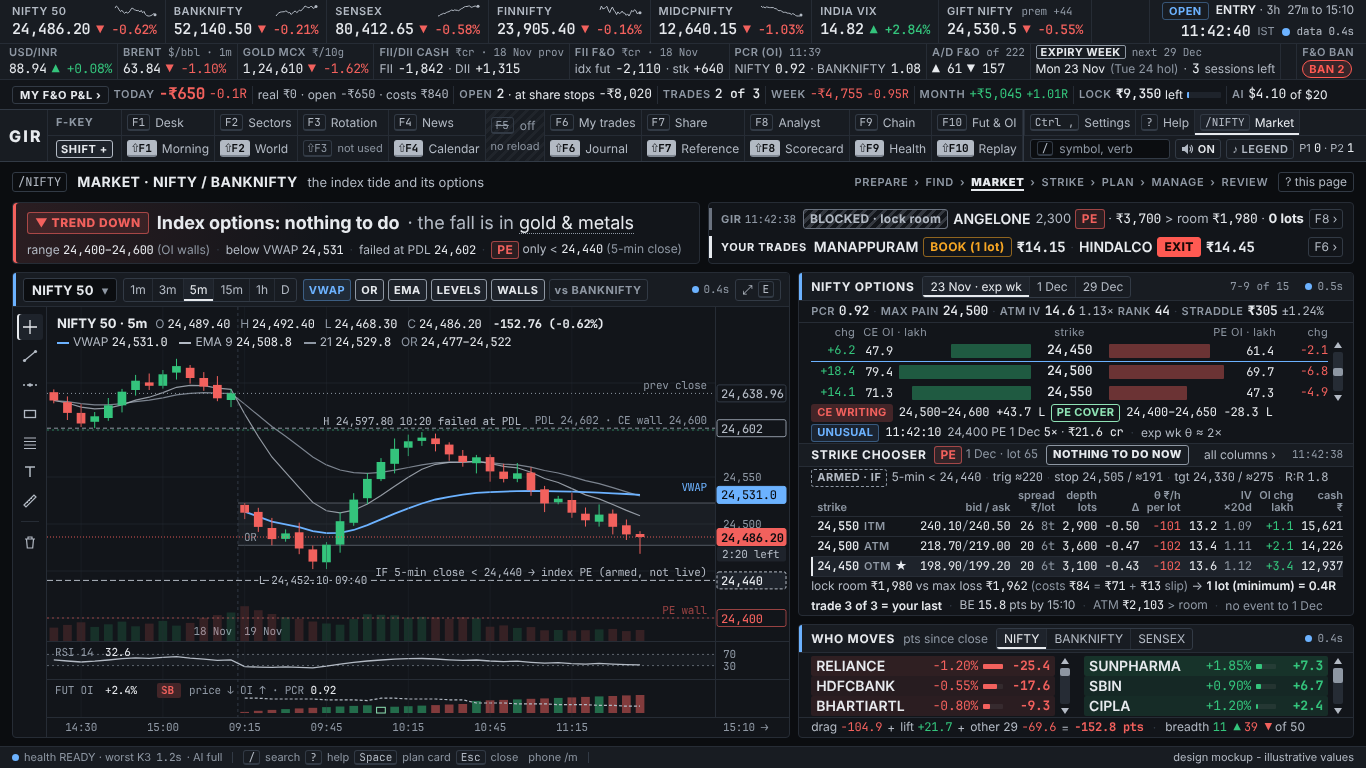 NIFTY 50 24,486.20 ▼ -0.62%
BANKNIFTY 52,140.50 ▼ -0.21%
SENSEX 80,412.65 ▼ -0.58%
FINNIFTY 23,905.40 ▼ -0.16%
MIDCPNIFTY 12,640.15 ▼ -1.03%
INDIA VIX 14.82 ▲ +2.84%
GIFT NIFTY prem +44 24,530.5 ▼ -0.55%
OPEN ENTRY · 3h 27m to 15:10
11:42:40 IST ● data 0.4s
USD/INR 88.94 ▲ +0.08%
BRENT $/bbl · 1m 63.84 ▼ -1.10%
GOLD MCX ₹/10g 1,24,610 ▼ -1.62%
FII/DII CASH ₹cr · 18 Nov prov FII -1,842 · DII +1,315
FII F&O ₹cr · 18 Nov idx fut -2,110 · stk +640
PCR (OI) 11:39 NIFTY 0.92 · BANKNIFTY 1.08
A/D F&O of 222 ▲ 61 ▼ 157
EXPIRY WEEK next 29 Dec
Mon 23 Nov (Tue 24 hol) · 3 sessions left
F&O BAN BAN 2
MY F&O P&L › TODAY -₹650 -0.1R real ₹0 · open -₹650 · costs ₹840 OPEN 2 · at share stops -₹8,020 TRADES 2 of 3 WEEK -₹4,755 -0.95R MONTH +₹5,045 +1.01R LOCK ₹9,350 left AI $4.10 of $20
GIR
F-KEY F1 Desk F2 Sectors F3 Rotation F4 News F5 off F6 My trades F7 Share F8 Analyst F9 Chain F10 Fut & OI Ctrl , Settings ? Help /NIFTY Market
SHIFT + ⇧F1 Morning ⇧F2 World ⇧F3 not used ⇧F4 Calendar no reload ⇧F6 Journal ⇧F7 Reference ⇧F8 Scorecard ⇧F9 Health ⇧F10 Replay / symbol, verb ON ♪ LEGEND P1 0 · P2 1
/NIFTY MARKET · NIFTY / BANKNIFTY the index tide and its options
PREPARE › FIND › MARKET › STRIKE › PLAN › MANAGE › REVIEW ? this page
▼ TREND DOWN Index options: nothing to do · the fall is in gold & metals
range 24,400–24,600 (OI walls) · below VWAP 24,531 · failed at PDL 24,602 · PE only < 24,440 (5-min close)
GIR 11:42:38 BLOCKED · lock room ANGELONE 2,300 PE · ₹3,700 > room ₹1,980 · 0 lots F8 ›
YOUR TRADES MANAPPURAM BOOK (1 lot) ₹14.15 · HINDALCO EXIT ₹14.45 F6 ›
NIFTY 50 ▾ 1m 3m 5m 15m 1h D VWAP OR EMA LEVELS WALLS vs BANKNIFTY ● 0.4s ⤢ E
NIFTY 50 · 5m O 24,489.40 H 24,492.40 L 24,468.30 C 24,486.20 -152.76 (-0.62%)
VWAP 24,531.0 EMA 9 24,508.8 21 24,529.8 OR 24,477–24,522
prev close 24,638.96
H 24,597.80 10:20 failed at PDL PDL 24,602 · CE wall 24,600 24,602
24,550
VWAP 24,531.0
24,500
OR 24,486.20
2:20 left
IF 5-min close < 24,440 → index PE (armed, not live)
L 24,452.10 09:40 24,440
PE wall 24,400
18 Nov 19 Nov
RSI 14 32.6 70
30
FUT OI +2.4% SB price ↓ OI ↑ · PCR 0.92
14:30 15:00 09:15 09:45 10:15 10:45 11:15 15:10 →
NIFTY OPTIONS 23 Nov · exp wk 1 Dec 29 Dec 7-9 of 15 ● 0.5s
PCR 0.92 · MAX PAIN 24,500 · ATM IV 14.6 1.13× RANK 44 STRADDLE ₹305 ±1.24%
chg CE OI · lakh strike PE OI · lakh chg
+6.2 47.9 24,450 61.4 -2.1
+18.4 79.4 24,500 69.7 -6.8
+14.1 71.3 24,550 47.3 -4.9
CE WRITING 24,500–24,600 +43.7 L PE COVER 24,400–24,650 -28.3 L
UNUSUAL 11:42:10 24,400 PE 1 Dec 5× · ₹21.6 cr · exp wk θ ≈ 2×
STRIKE CHOOSER PE 1 Dec · lot 65 NOTHING TO DO NOW all columns › 11:42:38
ARMED · IF 5-min < 24,440 · trig ≈220 · stop 24,505 / ≈191 · tgt 24,330 / ≈275 · R:R 1.8
strike bid / ask spread ₹/lot depth lots Δ θ ₹/h per lot IV ×20d OI chg lakh cash ₹
24,550 ITM 240.10/240.50 26 8t 2,900 -0.50 -101 13.2 1.09 +1.1 15,621
24,500 ATM 218.70/219.00 20 6t 3,600 -0.47 -102 13.4 1.11 +2.1 14,226
24,450 OTM ★ 198.90/199.20 20 6t 3,400 -0.43 -102 13.6 1.12 +3.4 12,937
lock room ₹1,980 vs max loss ₹1,962 (costs ₹84 = ₹71 + ₹13 slip) → 1 lot (minimum) = 0.4R
trade 3 of 3 = your last · BE 15.8 pts by 15:10 · ATM ₹2,103 > room · no event to 1 Dec
WHO MOVES pts since close NIFTY BANKNIFTY SENSEX ● 0.4s
RELIANCE -1.20% -25.4 SUNPHARMA +1.85% +7.3
HDFCBANK -0.55% -17.6 SBIN +0.90% +6.7
BHARTIARTL -0.80% -9.3 CIPLA +1.20% +2.4
drag -104.9 + lift +21.7 + other 29 -69.6 = -152.8 pts · breadth 11 ▲ 39 ▼ of 50
● health READY · worst K3 1.2s · AI full / search ? help Space plan card Esc close phone /m
design mockup - illustrative values